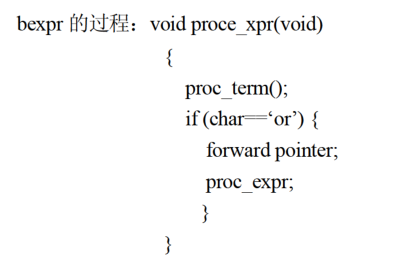 bexpr 的过程：void proce_xpr(void)
{
proc_term();
if (char==‘or’) {
forward pointer;
proc_expr;
}
}